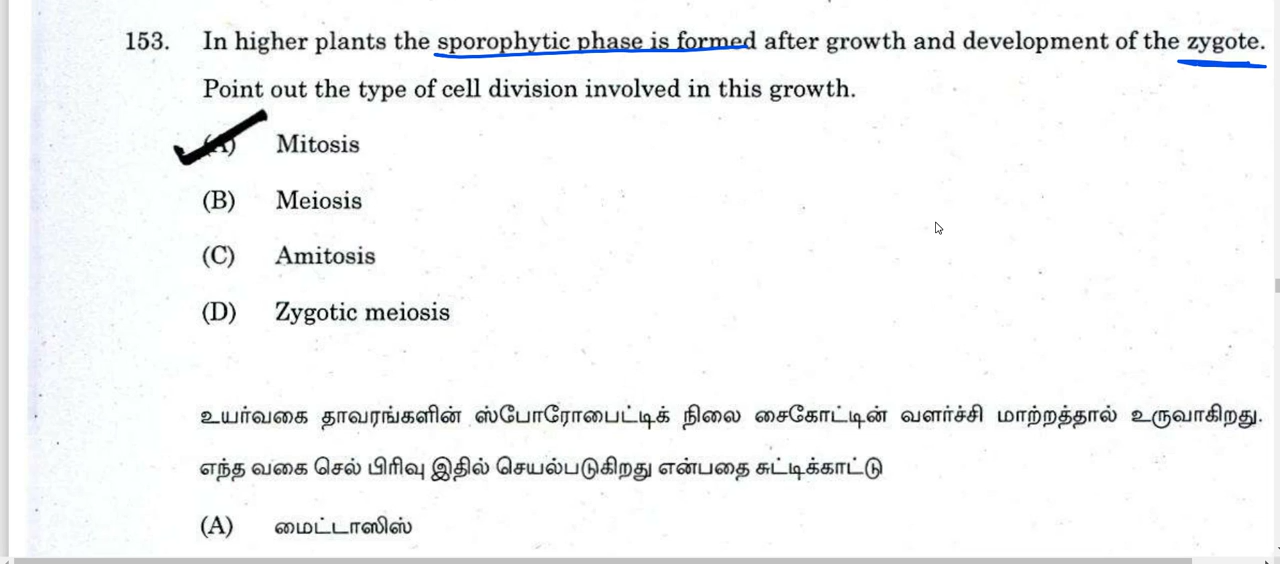 153. In higher plants the sporophytic phase is formed after growth and development of the zygote.
Point out the type of cell division involved in this growth.
(A) Mitosis
(B) Meiosis
(C) Amitosis
(D) Zygotic meiosis
உயர்வகை தாவரங்களின் ஸ்போரோபைட்டிக் நிலை சைகோட்டின் வளர்ச்சி மாற்றத்தால் உருவாகிறது.
எந்த வகை செல் பிரிவு இதில் செயல்படுகிறது என்பதை சுட்டிக்காட்டு
(A) மைட்டாஸிஸ்